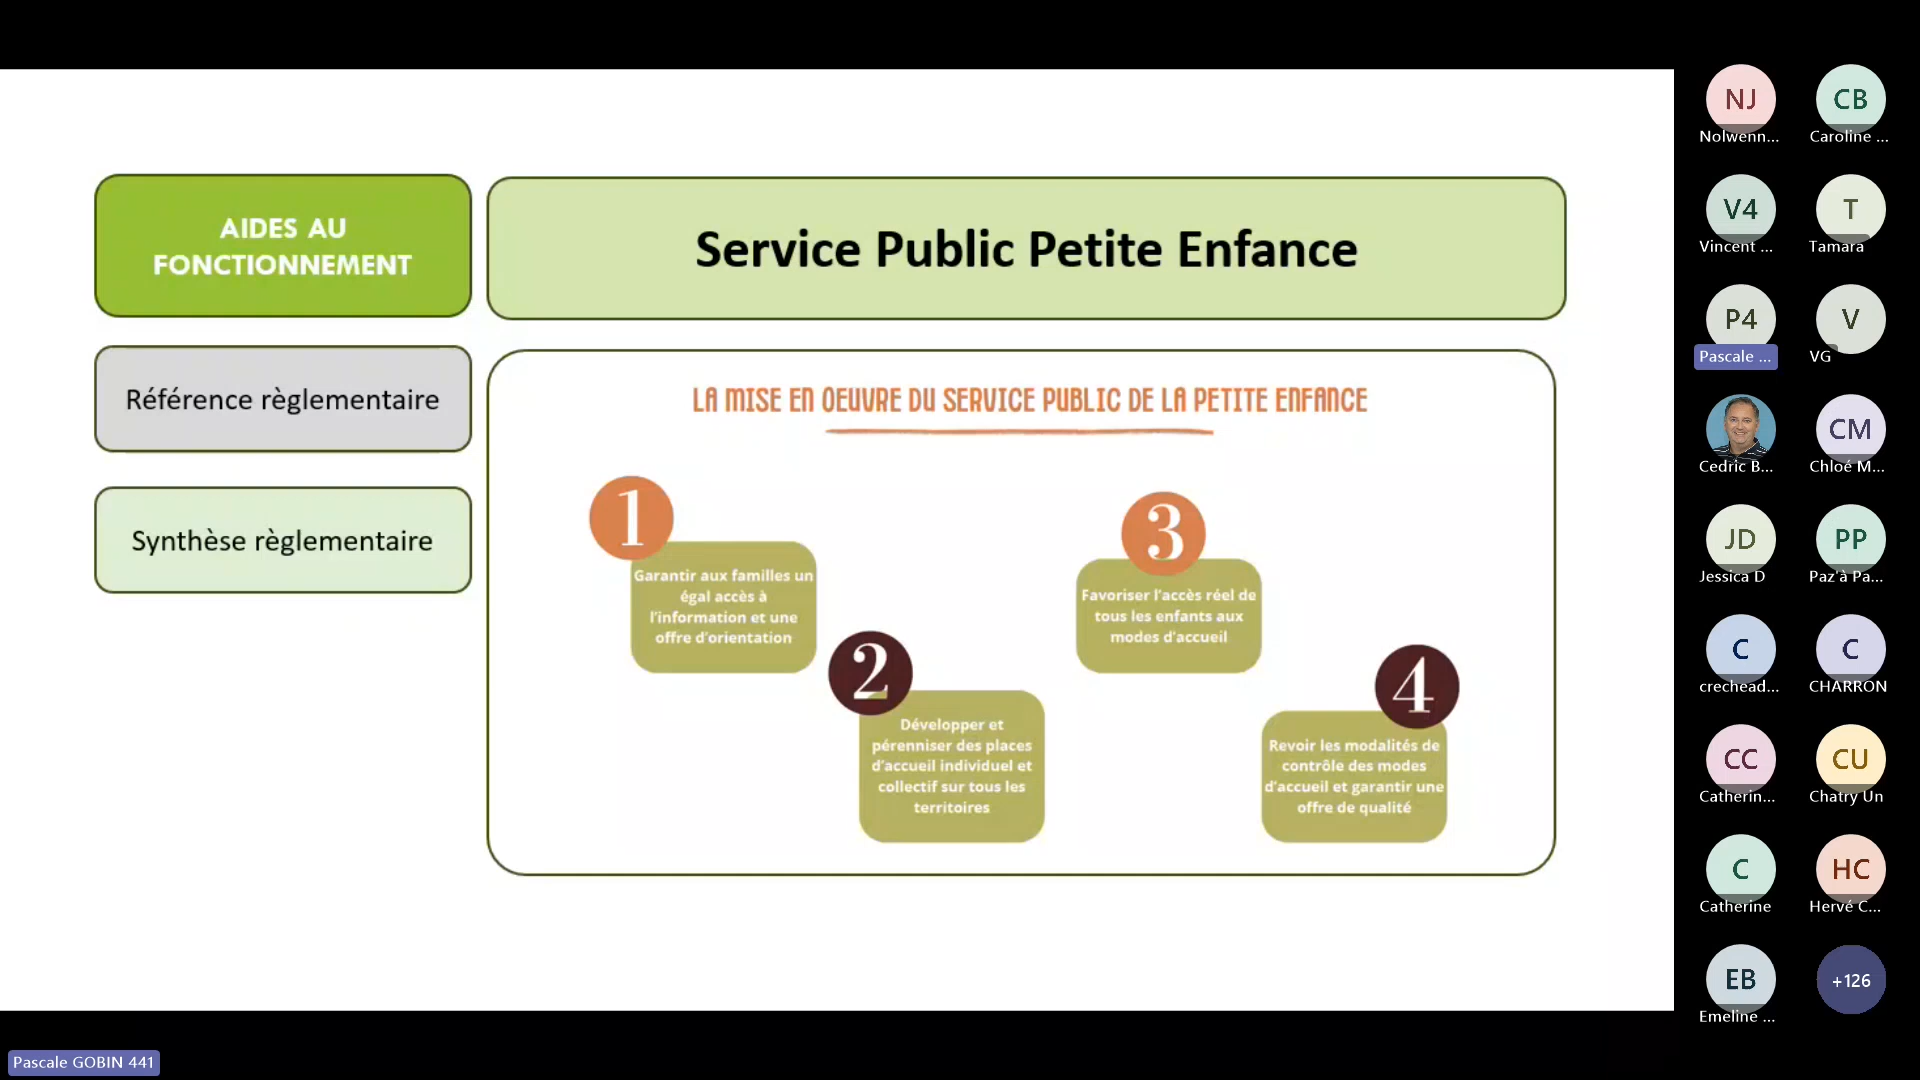 AIDES AU
FONCTIONNEMENT
Service Public Petite Enfance
Référence règlementaire
Synthèse règlementaire
LA MISE EN OEUVRE DU SERVICE PUBLIC DE LA PETITE ENFANCE
1
Garantir aux familles un
égal accès à
l'information et une
offre d'orientation
2
Développer et
pérenniser des places
d'accueil individuel et
collectif sur tous les
territoires
3
Favoriser l'accès réel de
tous les enfants aux
modes d'accueil
4
Revoir les modalités de
contrôle des modes
d'accueil et garantir une
offre de qualité
NJ
Nolwenn...
CB
Caroline ...
V4
Vincent ...
T
Tamara
P4
Pascale ...
V
VG
Cedric B...
CM
Chloé M...
JD
Jessica D
PP
Paz'à Pa...
C
crechead...
C
CHARRON
CC
Catherin...
CU
Chatry Un
C
Catherine
HC
Hervé C...
EB
Emeline ...
+126
Pascale GOBIN 441